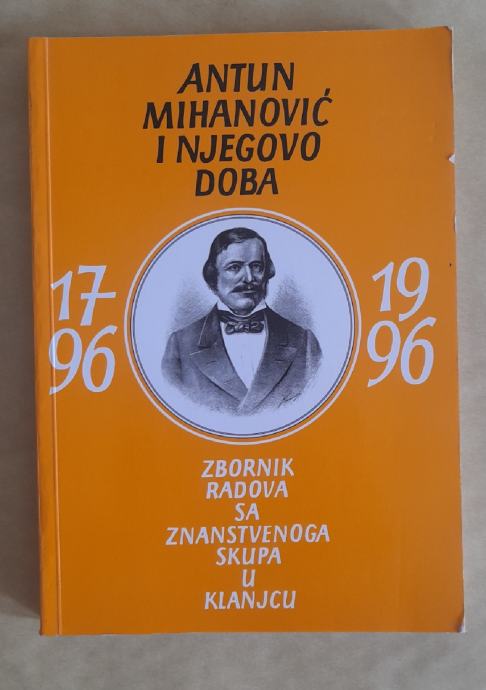 ANTUN
MIHANOVIĆ
I NJEGOVO
DOBA
17
96
19
96
ZBORNIK
RADOVA
SA
ZNANSTVENOGA
SKUPA
U
KLANJCU